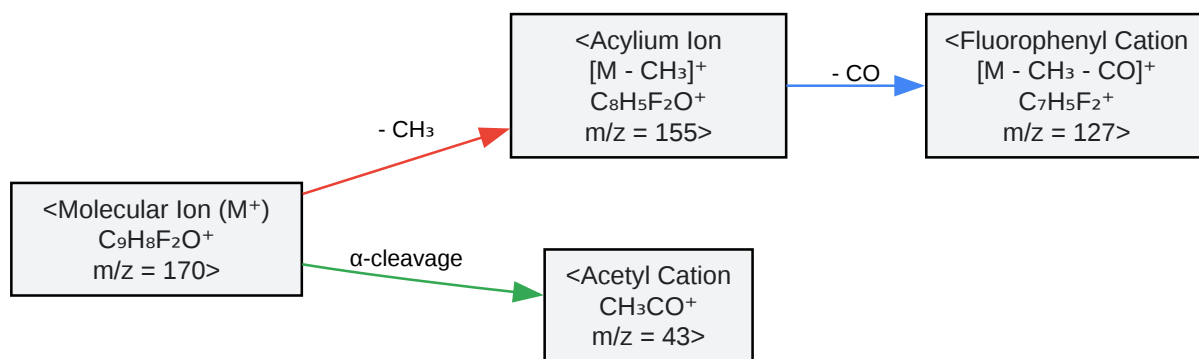 <Molecular Ion (M⁺)
C₉H₈F₂O⁺
m/z = 170>
- CH₃
<Acylium Ion
[M - CH₃]⁺
C₈H₅F₂O⁺
m/z = 155>
- CO
<Fluorophenyl Cation
[M - CH₃ - CO]⁺
C₇H₅F₂⁺
m/z = 127>
α-cleavage
<Acetyl Cation
CH₃CO⁺
m/z = 43>